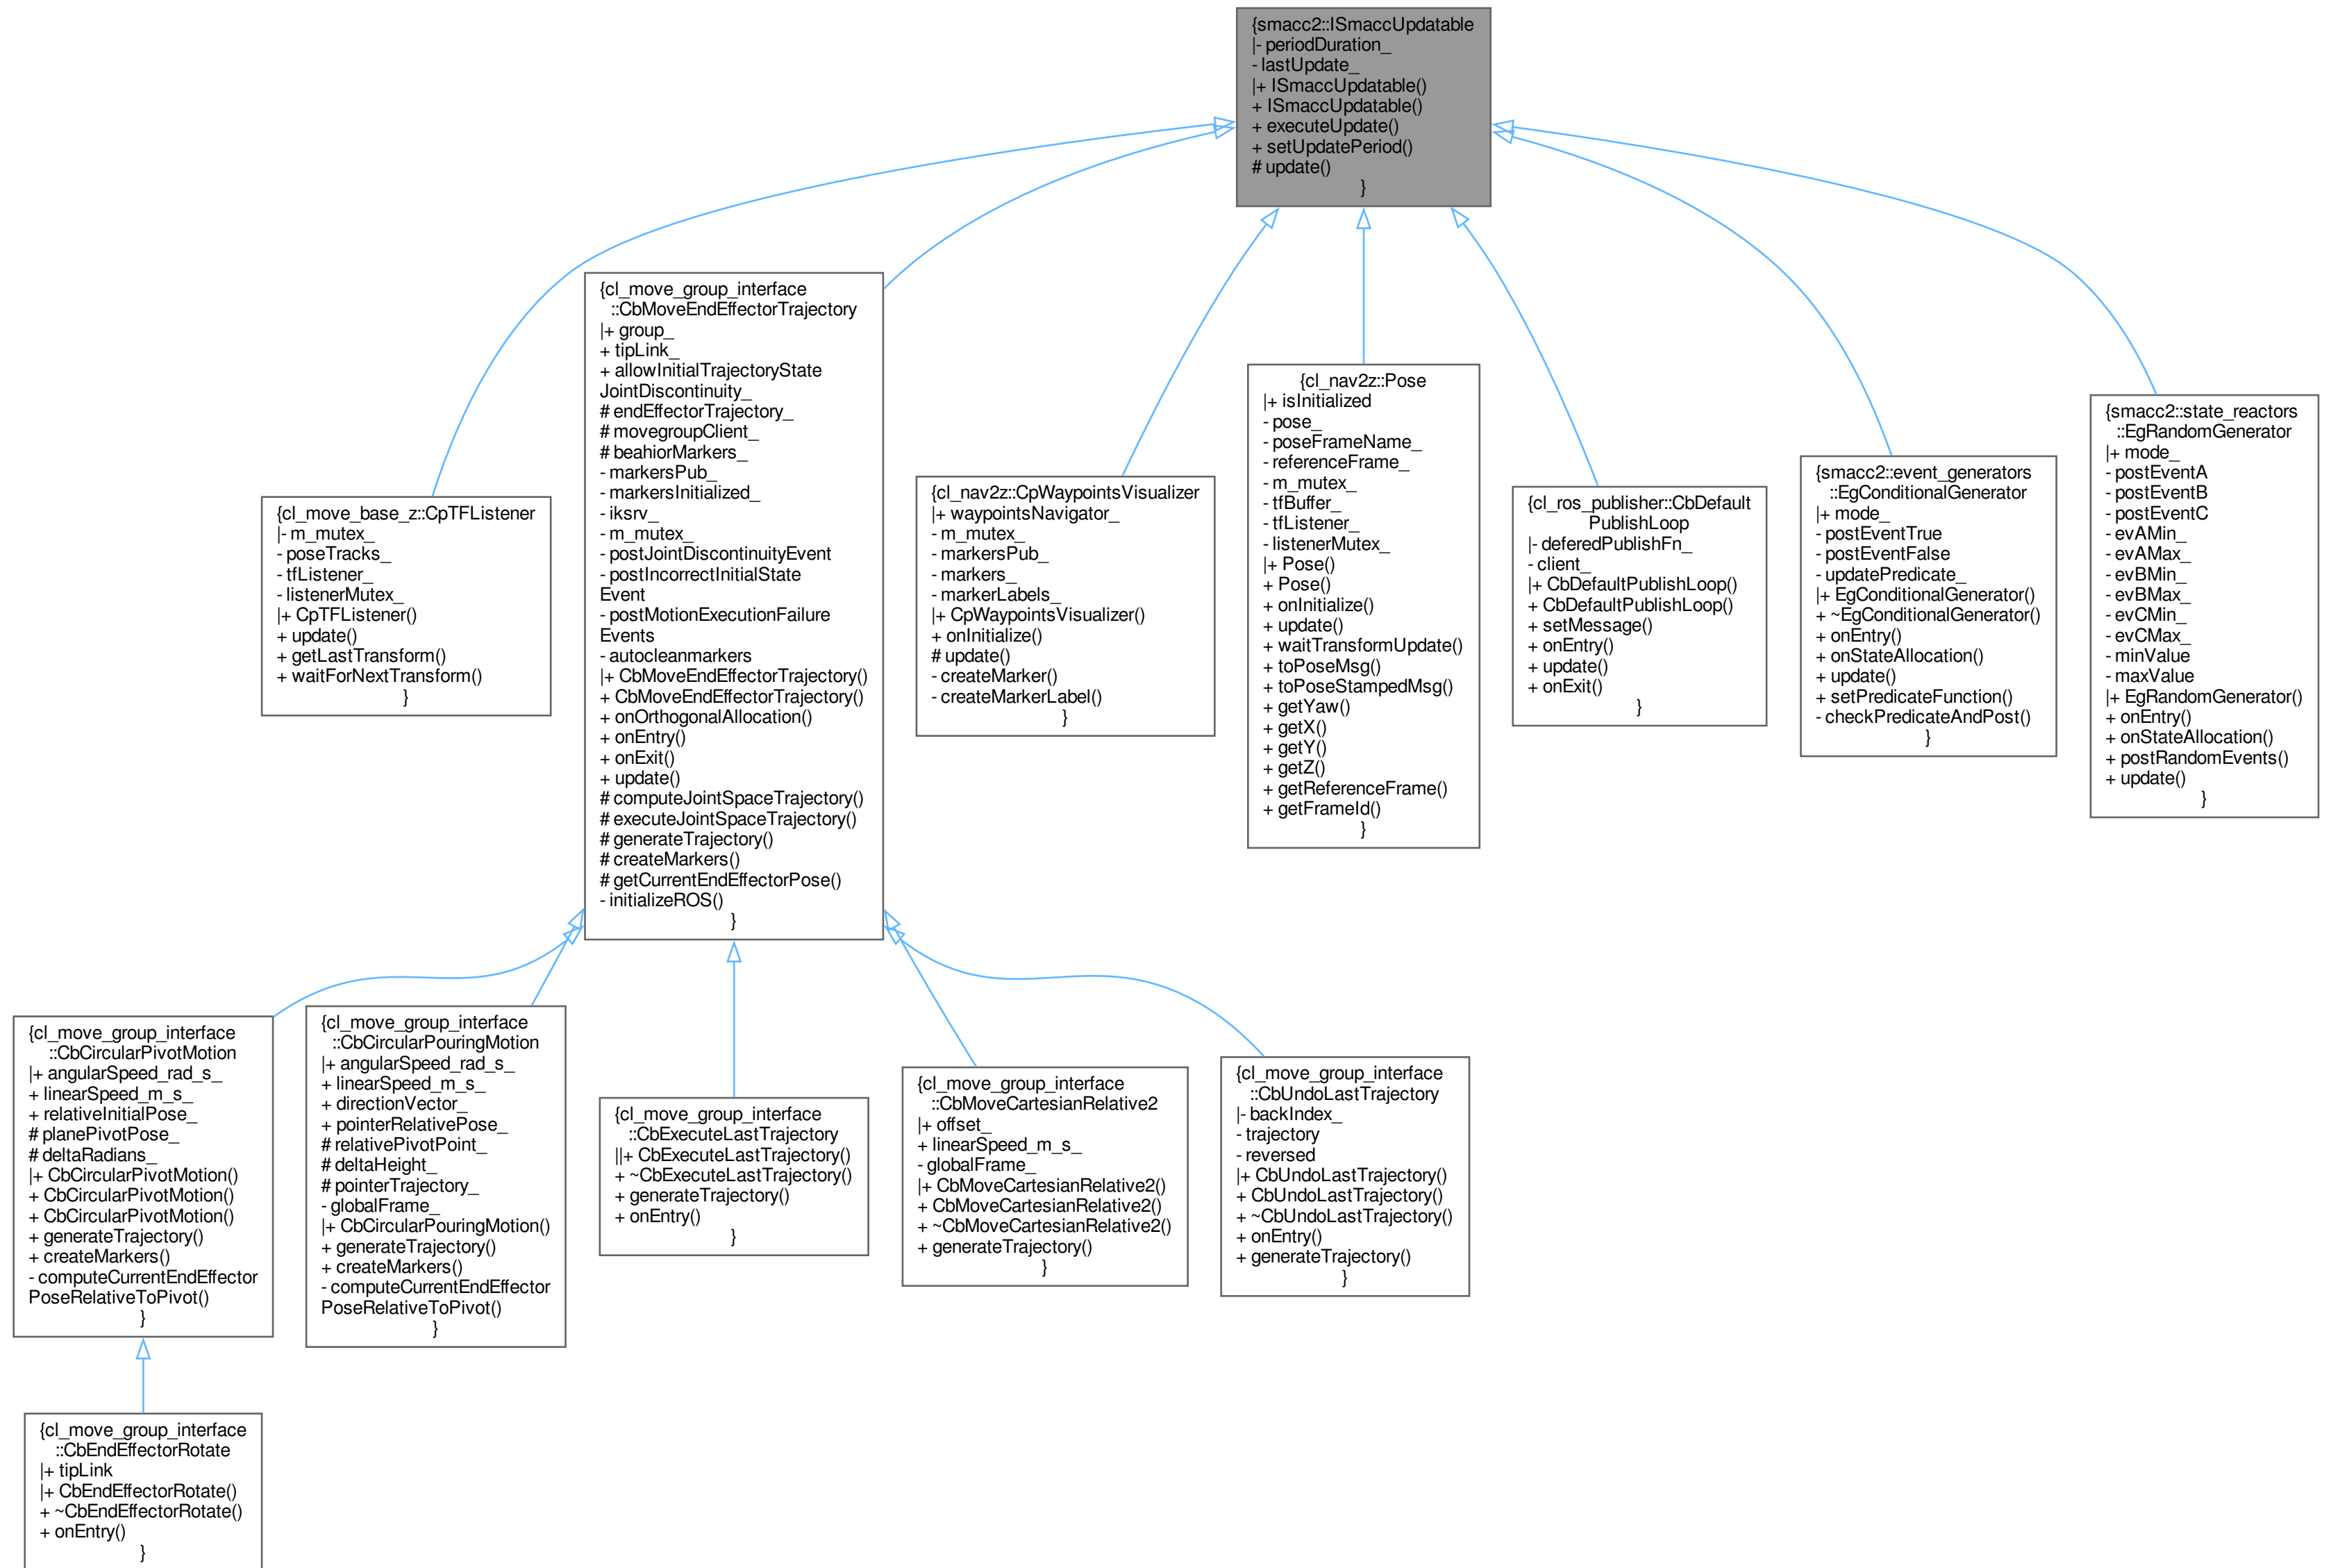 {smacc2::ISmaccUpdatable
|- periodDuration_
- lastUpdate_
|+ ISmaccUpdatable()
+ ISmaccUpdatable()
+ executeUpdate()
+ setUpdatePeriod()
# update()
}
{cl_move_base_z::CpTFListener
|- m_mutex_
- poseTracks_
- tfListener_
- listenerMutex_
|+ CpTFListener()
+ update()
+ getLastTransform()
+ waitForNextTransform()
}
{cl_move_group_interface
::CbMoveEndEffectorTrajectory
|+ group_
+ tipLink_
+ allowInitialTrajectoryState
JointDiscontinuity_
# endEffectorTrajectory_
# movegroupClient_
# beahiorMarkers_
- markersPub_
- markersInitialized_
- iksrv_
- m_mutex_
- postJointDiscontinuityEvent
- postIncorrectInitialState
Event
- postMotionExecutionFailure
Events
- autocleanmarkers
|+ CbMoveEndEffectorTrajectory()
+ CbMoveEndEffectorTrajectory()
+ onOrthogonalAllocation()
+ onEntry()
+ onExit()
+ update()
# computeJointSpaceTrajectory()
# executeJointSpaceTrajectory()
# generateTrajectory()
# createMarkers()
# getCurrentEndEffectorPose()
- initializeROS()
}
{cl_nav2z::CpWaypointsVisualizer
|+ waypointsNavigator_
- m_mutex_
- markersPub_
- markers_
- markerLabels_
|+ CpWaypointsVisualizer()
+ onInitialize()
# update()
- createMarker()
- createMarkerLabel()
}
{cl_nav2z::Pose
|+ isInitialized
- pose_
- poseFrameName_
- referenceFrame_
- m_mutex_
- tfBuffer_
- tfListener_
- listenerMutex_
|+ Pose()
+ Pose()
+ onInitialize()
+ update()
+ waitTransformUpdate()
+ toPoseMsg()
+ toPoseStampedMsg()
+ getYaw()
+ getX()
+ getY()
+ getZ()
+ getReferenceFrame()
+ getFrameId()
}
{cl_ros_publisher::CbDefault
PublishLoop
|- deferedPublishFn_
- client_
|+ CbDefaultPublishLoop()
+ CbDefaultPublishLoop()
+ setMessage()
+ onEntry()
+ update()
+ onExit()
}
{smacc2::event_generators
::EgConditionalGenerator
|+ mode_
- postEventTrue
- postEventFalse
- updatePredicate_
|+ EgConditionalGenerator()
+ ~EgConditionalGenerator()
+ onEntry()
+ onStateAllocation()
+ update()
+ setPredicateFunction()
- checkPredicateAndPost()
}
{smacc2::state_reactors
::EgRandomGenerator
|+ mode_
- postEventA
- postEventB
- postEventC
- evAMin_
- evAMax_
- evBMin_
- evBMax_
- evCMin_
- evCMax_
- minValue
- maxValue
|+ EgRandomGenerator()
+ onEntry()
+ onStateAllocation()
+ postRandomEvents()
+ update()
}
{cl_move_group_interface
::CbCircularPivotMotion
|+ angularSpeed_rad_s_
+ linearSpeed_m_s_
+ relativeInitialPose_
# planePivotPose_
# deltaRadians_
|+ CbCircularPivotMotion()
+ CbCircularPivotMotion()
+ CbCircularPivotMotion()
+ generateTrajectory()
+ createMarkers()
- computeCurrentEndEffector
PoseRelativeToPivot()
}
{cl_move_group_interface
::CbCircularPouringMotion
|+ angularSpeed_rad_s_
+ linearSpeed_m_s_
+ directionVector_
+ pointerRelativePose_
# relativePivotPoint_
# deltaHeight_
# pointerTrajectory_
- globalFrame_
|+ CbCircularPouringMotion()
+ generateTrajectory()
+ createMarkers()
- computeCurrentEndEffector
PoseRelativeToPivot()
}
{cl_move_group_interface
::CbExecuteLastTrajectory
||+ CbExecuteLastTrajectory()
+ ~CbExecuteLastTrajectory()
+ generateTrajectory()
+ onEntry()
}
{cl_move_group_interface
::CbMoveCartesianRelative2
|+ offset_
+ linearSpeed_m_s_
- globalFrame_
|+ CbMoveCartesianRelative2()
+ CbMoveCartesianRelative2()
+ ~CbMoveCartesianRelative2()
+ generateTrajectory()
}
{cl_move_group_interface
::CbUndoLastTrajectory
|- backIndex_
- trajectory
- reversed
|+ CbUndoLastTrajectory()
+ CbUndoLastTrajectory()
+ ~CbUndoLastTrajectory()
+ onEntry()
+ generateTrajectory()
}
{cl_move_group_interface
::CbEndEffectorRotate
|+ tipLink
|+ CbEndEffectorRotate()
+ ~CbEndEffectorRotate()
+ onEntry()
}